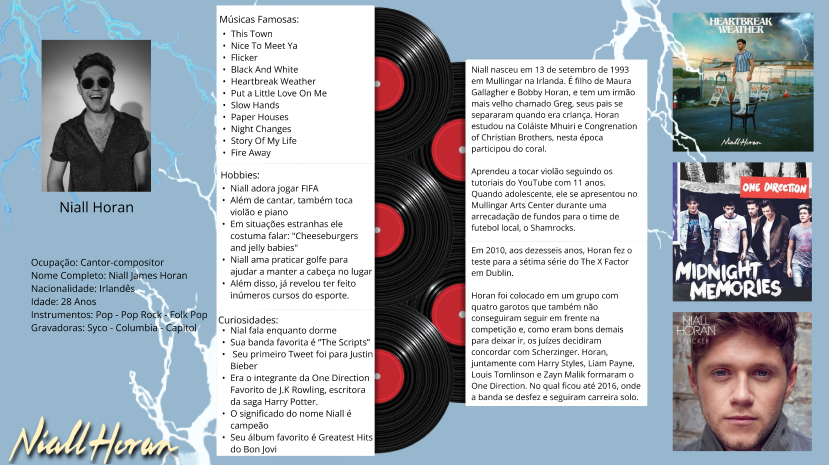 Niall Horan
Ocupação: Cantor-compositor
Nome Completo: Niall James Horan
Nacionalidade: Irlandês
Idade: 28 Anos
Instrumentos: Pop - Pop Rock - Folk Pop
Gravadoras: Syco - Columbia - Capitol
Niall Horan
Músicas Famosas:
• This Town
• Nice To Meet Ya
• Flicker
• Black And White
• Heartbreak Weather
• Put a Little Love On Me
• Slow Hands
• Paper Houses
• Night Changes
• Story Of My Life
• Fire Away
Hobbies:
• Niall adora jogar FIFA
• Além de cantar, também toca
violão e piano
• Em situações estranhas ele
costuma falar: "Cheeseburgers
and jelly babies"
• Niall ama praticar golfe para
ajudar a manter a cabeça no lugar
• Além disso, já revelou ter feito
inúmeros cursos do esporte.
Curiosidades:
• Nial fala enquanto dorme
• Sua banda favorita é "The Scripts"
• Seu primeiro Tweet foi para Justin
Bieber
• Era o integrante da One Direction
Favorito de J.K Rowling, escritora
da saga Harry Potter.
• O significado do nome Niall é
campeão
• Seu álbum favorito é Greatest Hits
do Bon Jovi
Niall nasceu em 13 de setembro de 1993
em Mullingar na Irlanda. É filho de Maura
Gallagher e Bobby Horan, e tem um irmão
mais velho chamado Greg, seus pais se
separaram quando era criança. Horan
estudou na Coláiste Mhuiri e Congrenation
of Christian Brothers, nesta época
participou do coral.
Aprendeu a tocar violão seguindo os
tutoriais do YouTube com 11 anos.
Quando adolescente, ele se apresentou no
Mullingar Arts Center durante uma
arrecadação de fundos para o time de
futebol local, o Shamrocks.
Em 2010, aos dezesseis anos, Horan fez o
teste para a sétima série do The X Factor
em Dublin.
Horan foi colocado em um grupo com
quatro garotos que também não
conseguiram seguir em frente na
competição e, como eram bons demais
para deixar ir, os juízes decidiram
concordar com Scherzinger. Horan,
juntamente com Harry Styles, Liam Payne,
Louis Tomlinson e Zayn Malik formaram o
One Direction. No qual ficou até 2016, onde
a banda se desfez e seguiram carreira solo.
HEARTBREAK
WEATHER
Niall Horan
ONE DIRECTION
MIDNIGHT
MEMORIES
NIALL
HORAN
FLICKER